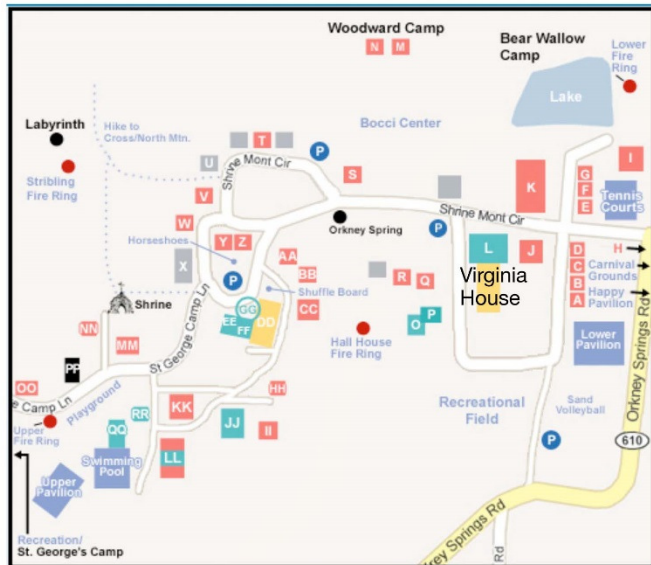 Woodward Camp
N M
Bear Wallow
Camp
Lower
Fire
Ring
Lake
Labyrinth
Hike to
Cross/North Mtn.
Bocci Center
Stribling
Fire Ring
U
T
P
Shrine Mont Cir
S
V
W
K
I
G
F
E
Tennis
Courts
Orkney Spring
Shrine Mont Cir
P
Horseshoes
Y Z
X
P
AA
BB
CC
Shuffle Board
R Q
L
J
Virginia
House
D
C
B
A
H
Carnival
Grounds
Happy
Pavilion
Shrine
NN
MM
St George Camp Ln
GG
EE
FF
DD
O
P
Hall House
Fire Ring
Lower
Pavilion
Orkney Springs Rd
PP
OO
e Camp Ln
Playground
HH
KK
RR
JJ
II
Recreational
Field
Sand
Volleyball
Upper
Fire Ring
QQ
Swimming
Pool
LL
P
610
Upper
Pavilion
Recreation/
St. George's Camp
krey Springs Rd
Rd